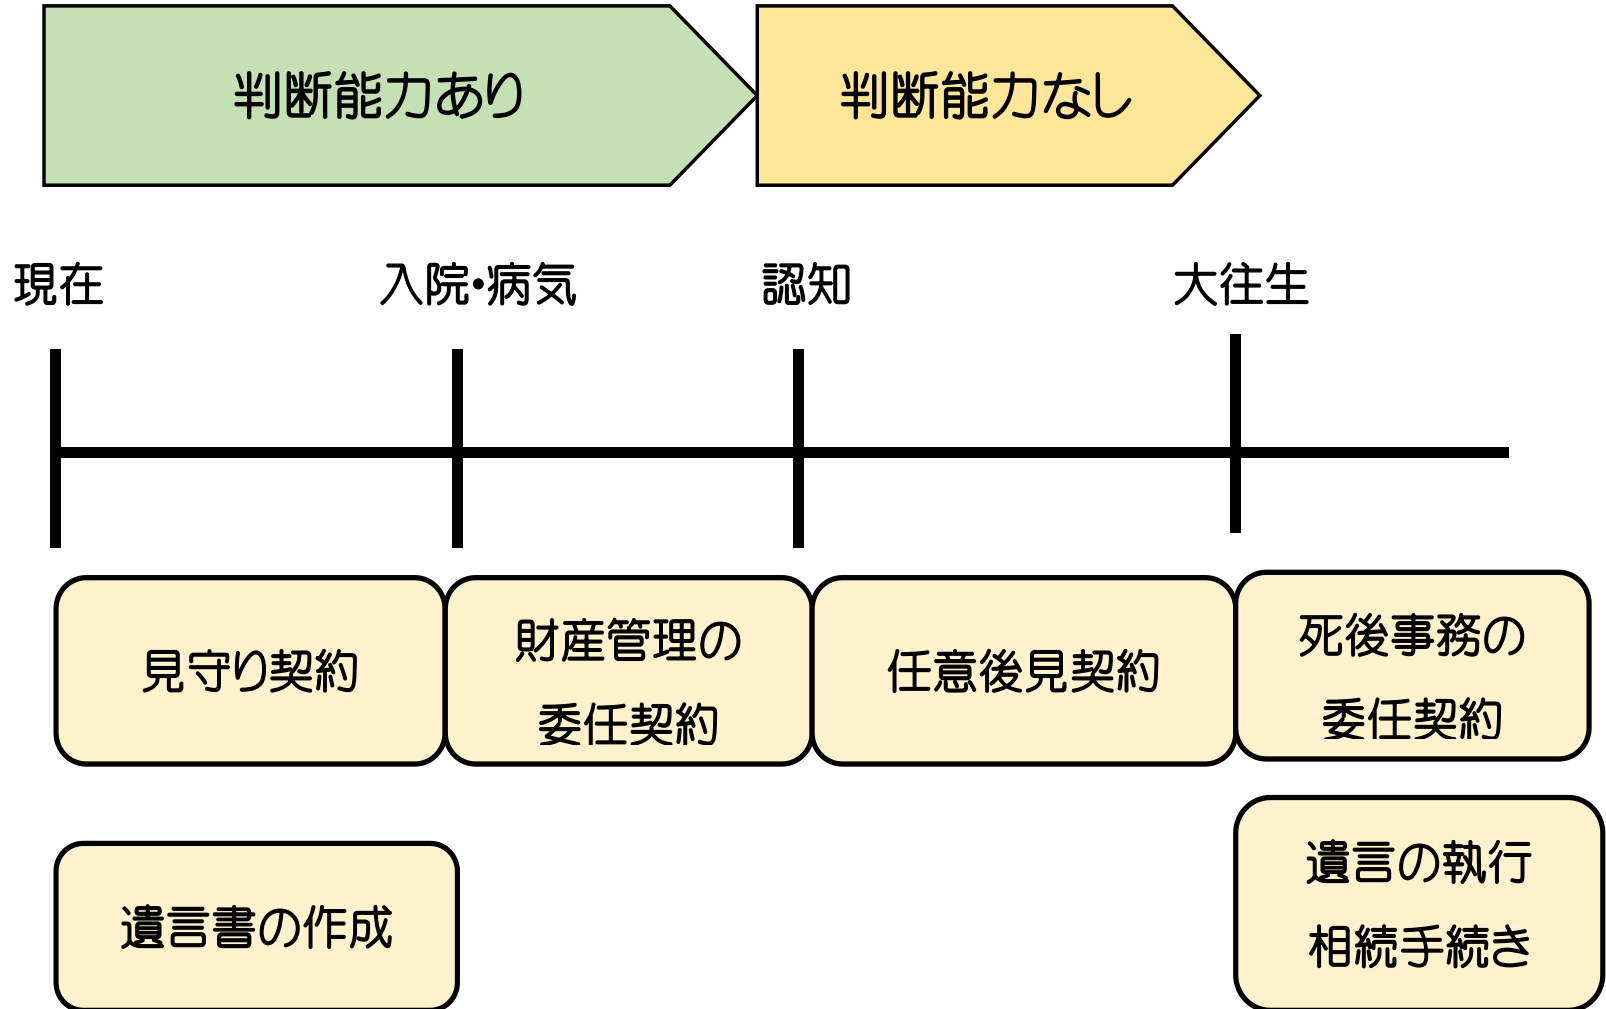 判断能力あり
判断能力なし
現在
入院・病気
認知
大往生
見守り契約
財産管理の
委任契約
任意後見契約
死後事務の
委任契約
遺言書の作成
遺言の執行
相続手続き